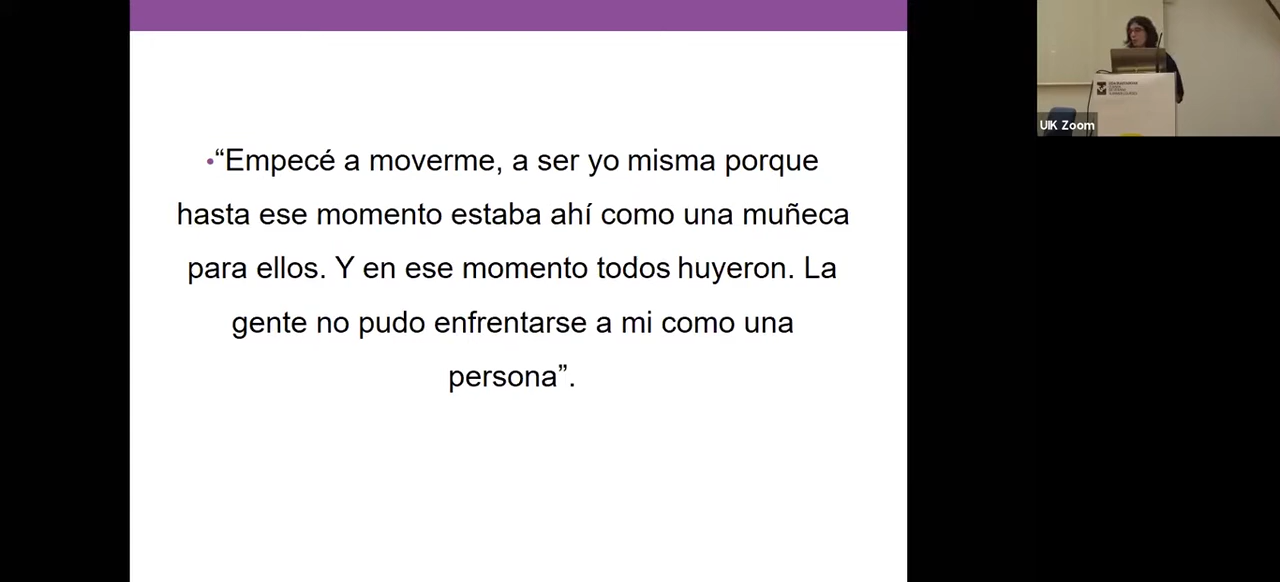 •“Empecé a moverme, a ser yo misma porque
hasta ese momento estaba ahí como una muñeca
para ellos. Y en ese momento todos huyeron. La
gente no pudo enfrentarse a mi como una
persona”.
UIK Zoom